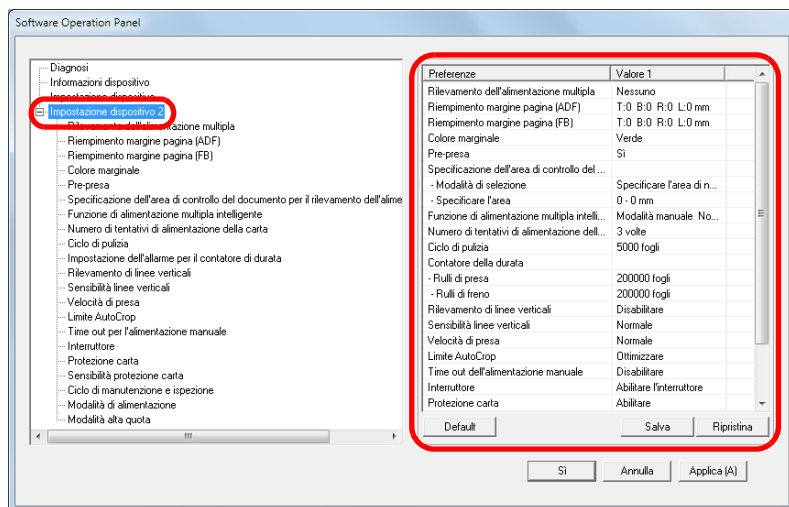 Software Operation Panel
Diagnosi
Informazioni dispositivo
Impostazione dispositivo
Impostazione dispositivo 2
Rilevamento dell'alimentazione multipla
Riempimento margine pagina (ADF)
Riempimento margine pagina (FB)
Colore marginale
Pre-presa
Specificazione dell'area di controllo del documento per il rilevamento dell'alime
Funzione di alimentazione multipla intelligente
Numero di tentativi di alimentazione della carta
Ciclo di pulizia
Impostazione dell'allarme per il contatore di durata
Rilevamento di linee verticali
Sensibilità linee verticali
Velocità di presa
Limite AutoCrop
Time out per l'alimentazione manuale
Interruttore
Protezione carta
Sensibilità protezione carta
Ciclo di manutenzione e ispezione
Modalità di alimentazione
Modalità alta quota
Preferenze Valore 1
Rilevamento dell'alimentazione multipla Nessuno
Riempimento margine pagina (ADF) T:0 B:0 R:0 L:0 mm
Riempimento margine pagina (FB) T:0 B:0 R:0 L:0 mm
Colore marginale Verde
Pre-presa Sì
Specificazione dell'area di controllo del ...
- Modalità di selezione Specificare l'area di n...
- Specificare l'area 0 - 0 mm
Funzione di alimentazione multipla intelli... Modalità manuale No...
Numero di tentativi di alimentazione dell... 3 volte
Ciclo di pulizia 5000 fogli
Contatore della durata
- Rulli di presa 200000 fogli
- Rulli di freno 200000 fogli
Rilevamento di linee verticali Disabilitare
Sensibilità linee verticali Normale
Velocità di presa Normale
Limite AutoCrop Ottimizzare
Time out dell'alimentazione manuale Disabilitare
Interruttore Abilitare l'interruttore
Protezione carta Abilitare
Default Salva Ripristina
Sì Annulla Applica (A)